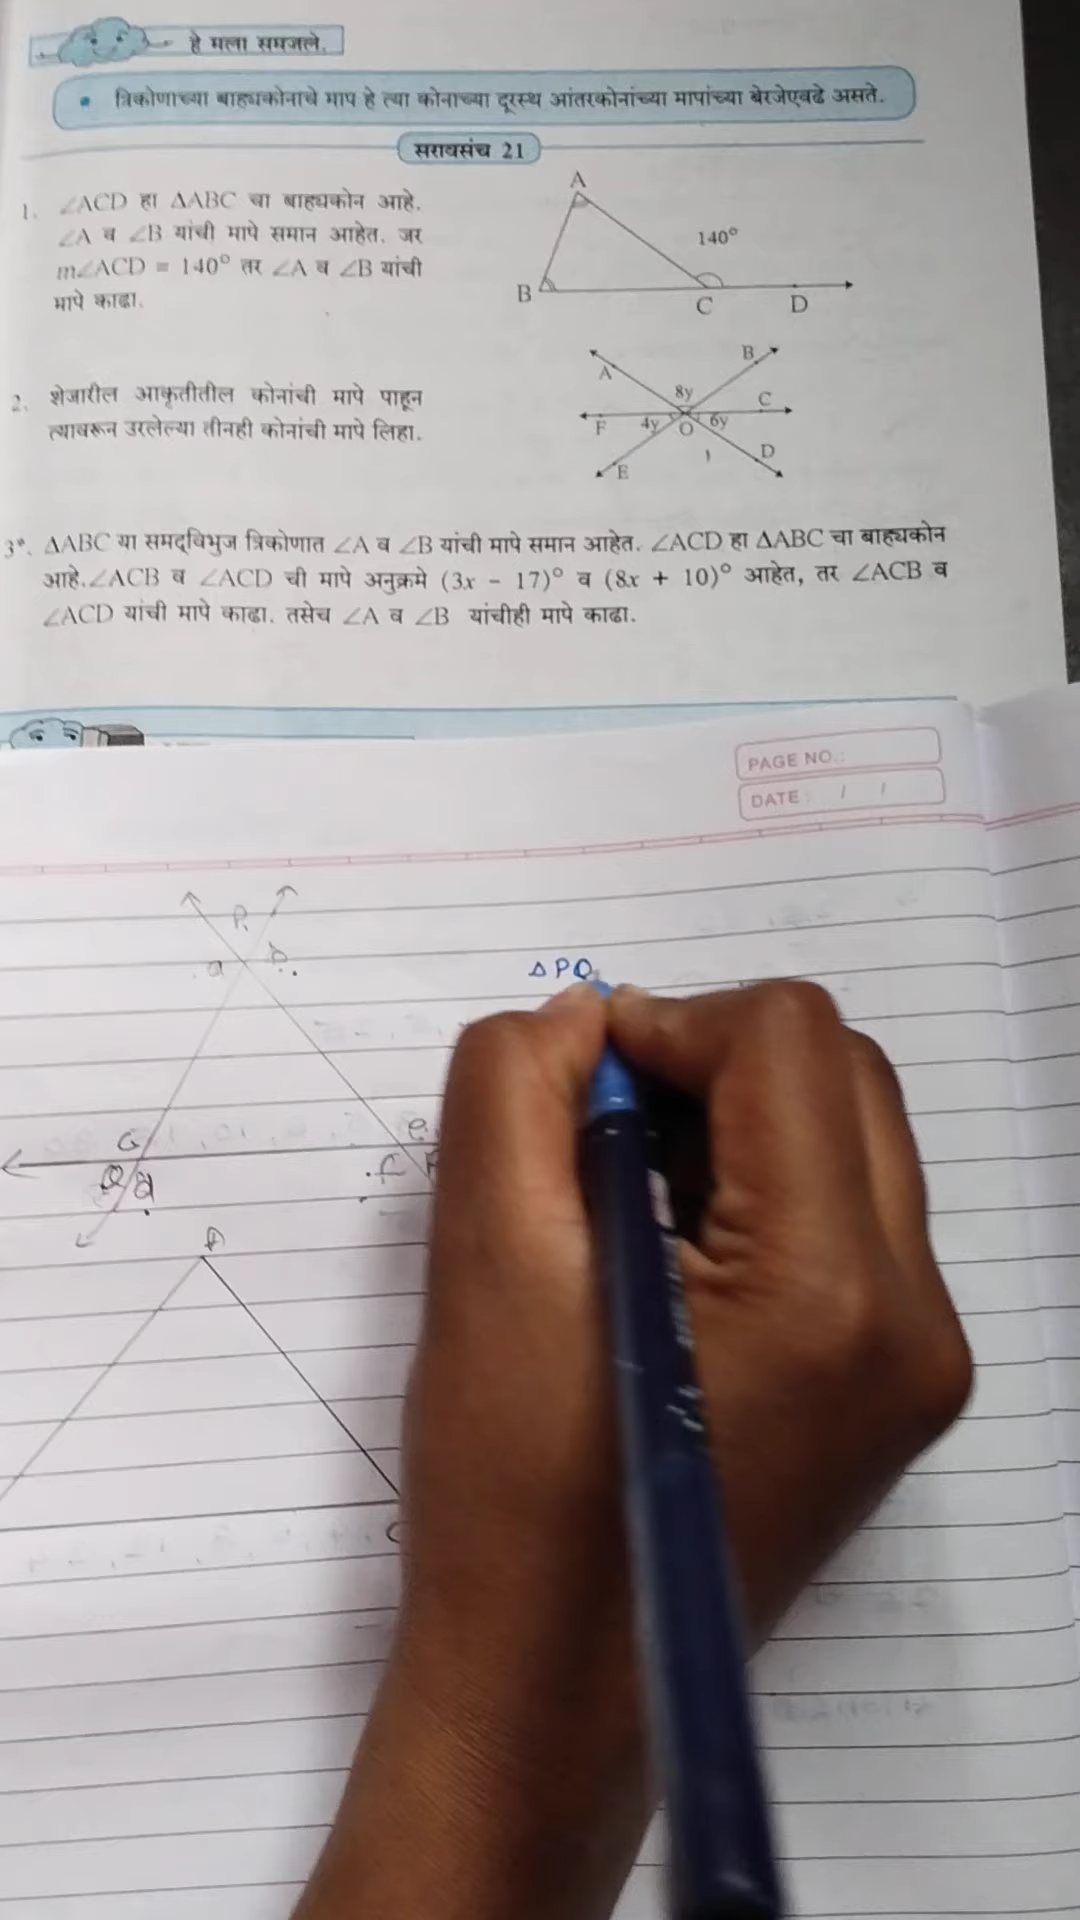 हे मला समजले.
• त्रिकोणाच्या बाह्यकोनाचे माप हे त्या कोनाच्या दूरस्थ आंतरकोनांच्या मापांच्या बेरजेएवढे असते.
सरावसंच 21
1. ∠ACD हा ΔABC चा बाह्यकोन आहे.
∠A व ∠B यांची मापे समान आहेत. जर
m∠ACD = 140° तर ∠A व ∠B यांची
मापे काढा.
A
140°
B
C
D
2. शेजारील आकृतीतील कोनांची मापे पाहून
त्यावरून उरलेल्या तीनही कोनांची मापे लिहा.
B
A
8y
C
F
4y
O
6y
D
E
3*. ΔABC या समद्विभुज त्रिकोणात ∠A व ∠B यांची मापे समान आहेत. ∠ACD हा ΔABC चा बाह्यकोन
आहे.∠ACB व ∠ACD ची मापे अनुक्रमे (3x - 17)° व (8x + 10)° आहेत, तर ∠ACB व
∠ACD यांची मापे काढा. तसेच ∠A व ∠B यांचीही मापे काढा.
PAGE NO.:
DATE : / /
P
a
b
Δ PQ
e
f
Q
A
C